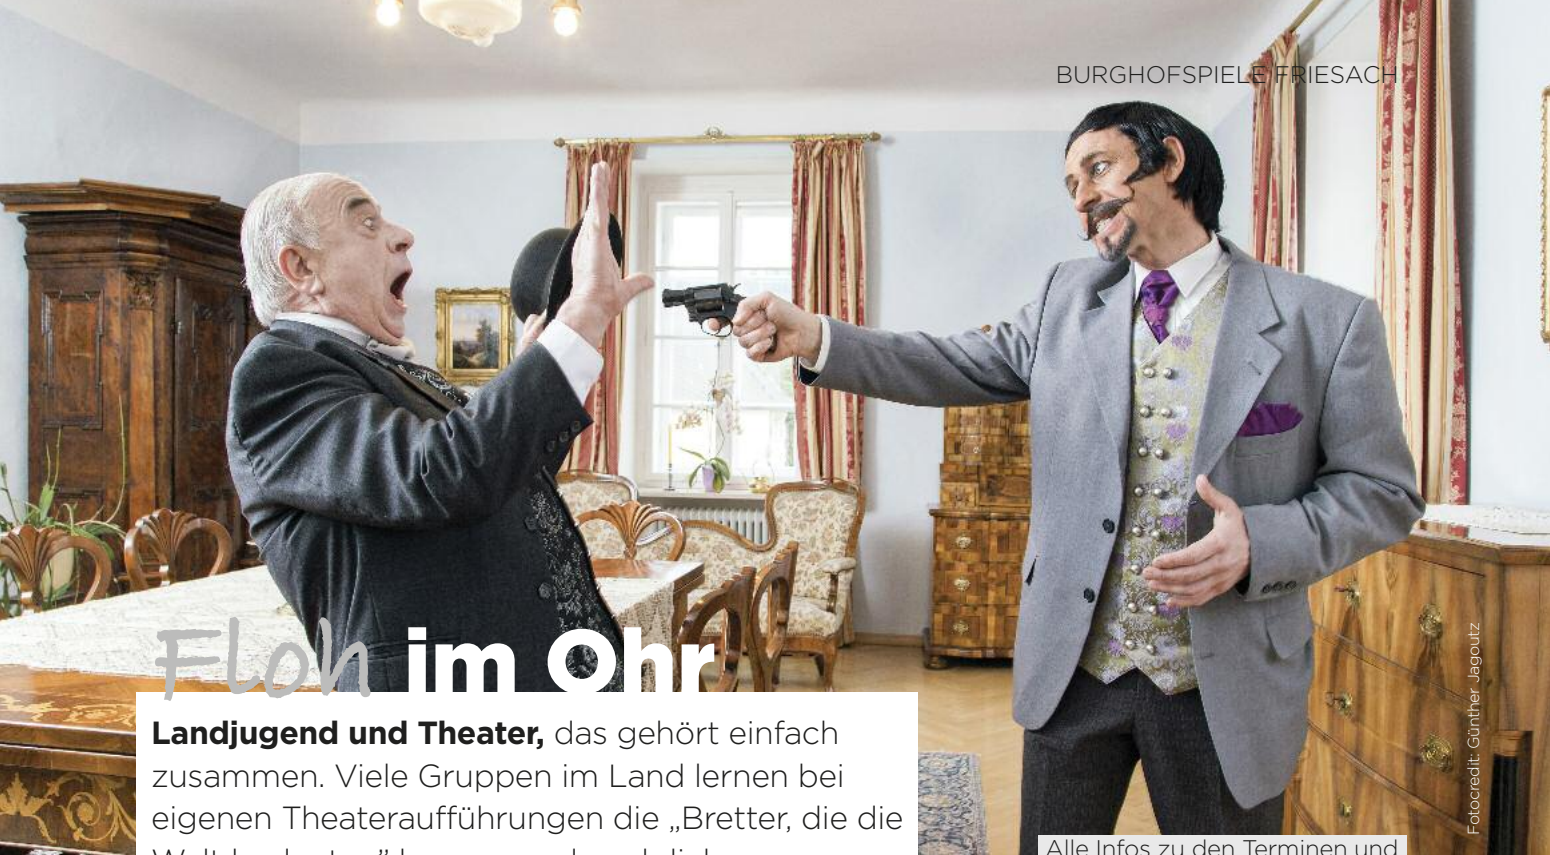 BURGHOFSPIELE FRIESACH
Floh im Ohr
Landjugend und Theater, das gehört einfach
zusammen. Viele Gruppen im Land lernen bei
eigenen Theateraufführungen die „Bretter, die die
Alle Infos zu den Terminen und
Fotocredit: Günther Jagoutz